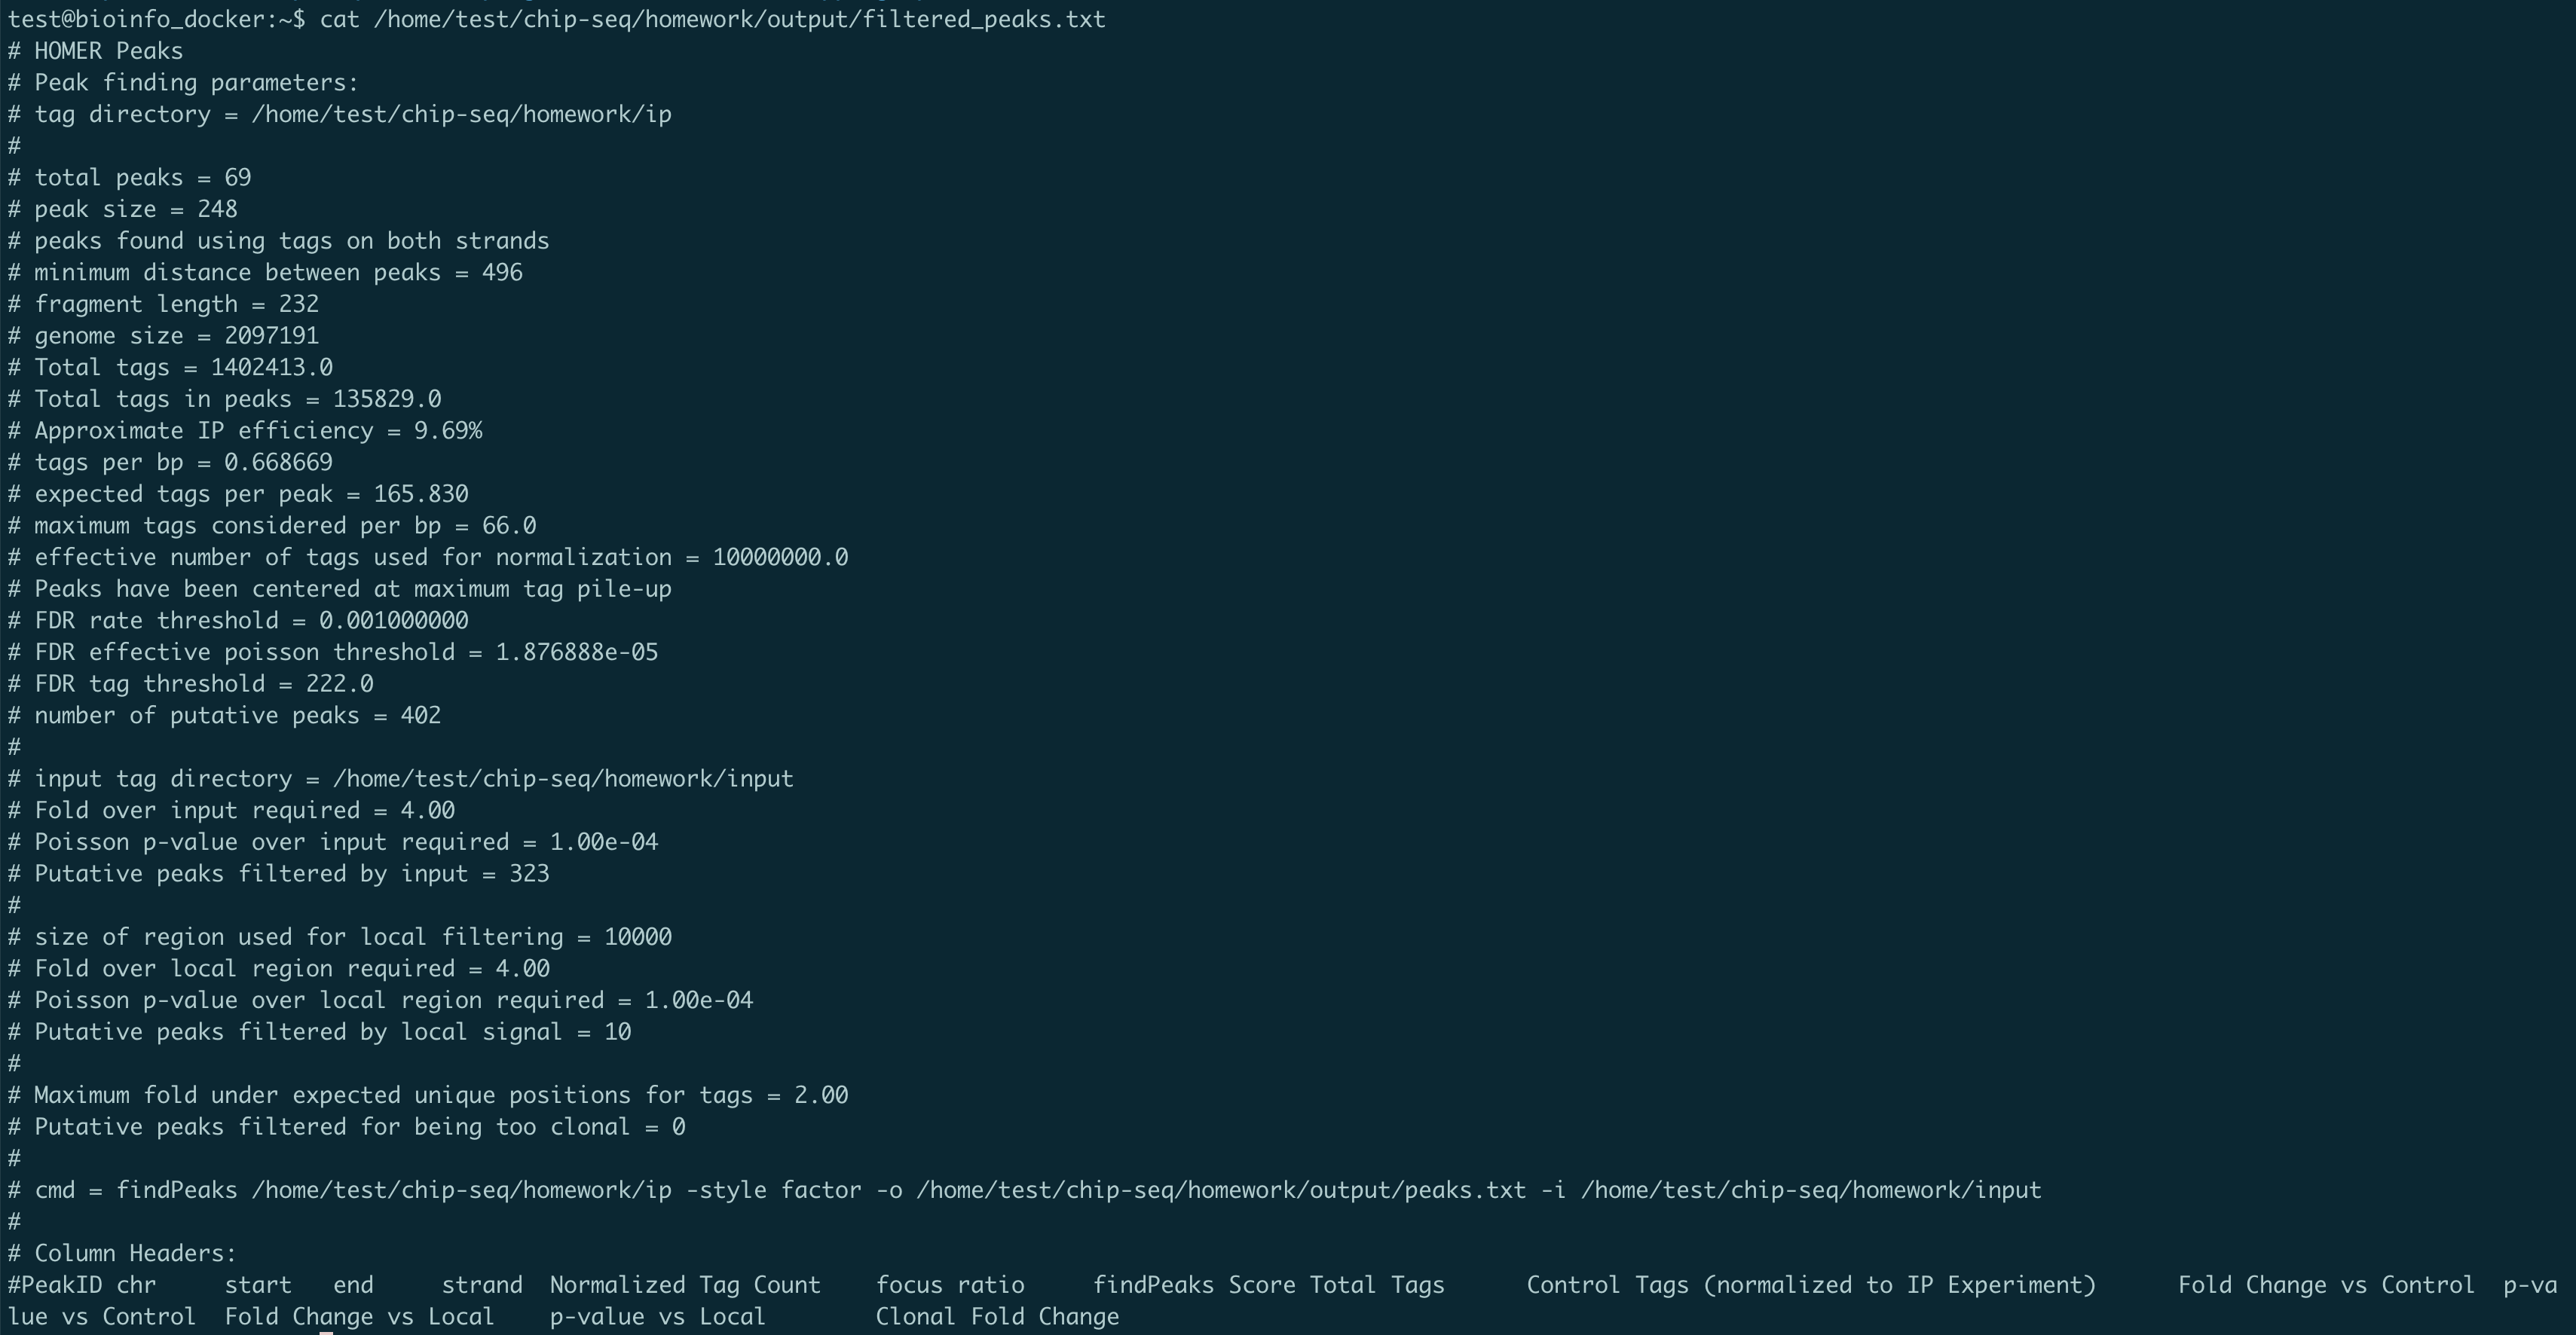 test@bioinfo_docker:~$ cat /home/test/chip-seq/homework/output/filtered_peaks.txt
# HOMER Peaks
# Peak finding parameters:
# tag directory = /home/test/chip-seq/homework/ip
#
# total peaks = 69
# peak size = 248
# peaks found using tags on both strands
# minimum distance between peaks = 496
# fragment length = 232
# genome size = 2097191
# Total tags = 1402413.0
# Total tags in peaks = 135829.0
# Approximate IP efficiency = 9.69%
# tags per bp = 0.668669
# expected tags per peak = 165.830
# maximum tags considered per bp = 66.0
# effective number of tags used for normalization = 10000000.0
# Peaks have been centered at maximum tag pile-up
# FDR rate threshold = 0.001000000
# FDR effective poisson threshold = 1.876888e-05
# FDR tag threshold = 222.0
# number of putative peaks = 402
#
# input tag directory = /home/test/chip-seq/homework/input
# Fold over input required = 4.00
# Poisson p-value over input required = 1.00e-04
# Putative peaks filtered by input = 323
#
# size of region used for local filtering = 10000
# Fold over local region required = 4.00
# Poisson p-value over local region required = 1.00e-04
# Putative peaks filtered by local signal = 10
#
# Maximum fold under expected unique positions for tags = 2.00
# Putative peaks filtered for being too clonal = 0
#
# cmd = findPeaks /home/test/chip-seq/homework/ip -style factor -o /home/test/chip-seq/homework/output/peaks.txt -i /home/test/chip-seq/homework/input
#
# Column Headers:
#PeakID chr     start   end     strand  Normalized Tag Count    focus ratio     findPeaks Score Total Tags      Control Tags (normalized to IP Experiment)      Fold Change vs Control  p-va
lue vs Control  Fold Change vs Local    p-value vs Local        Clonal Fold Change